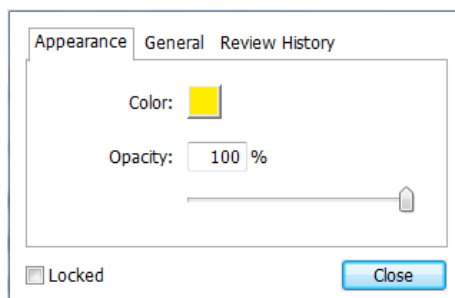 Appearance General Review History
Color:
Opacity: 100 %
Locked Close